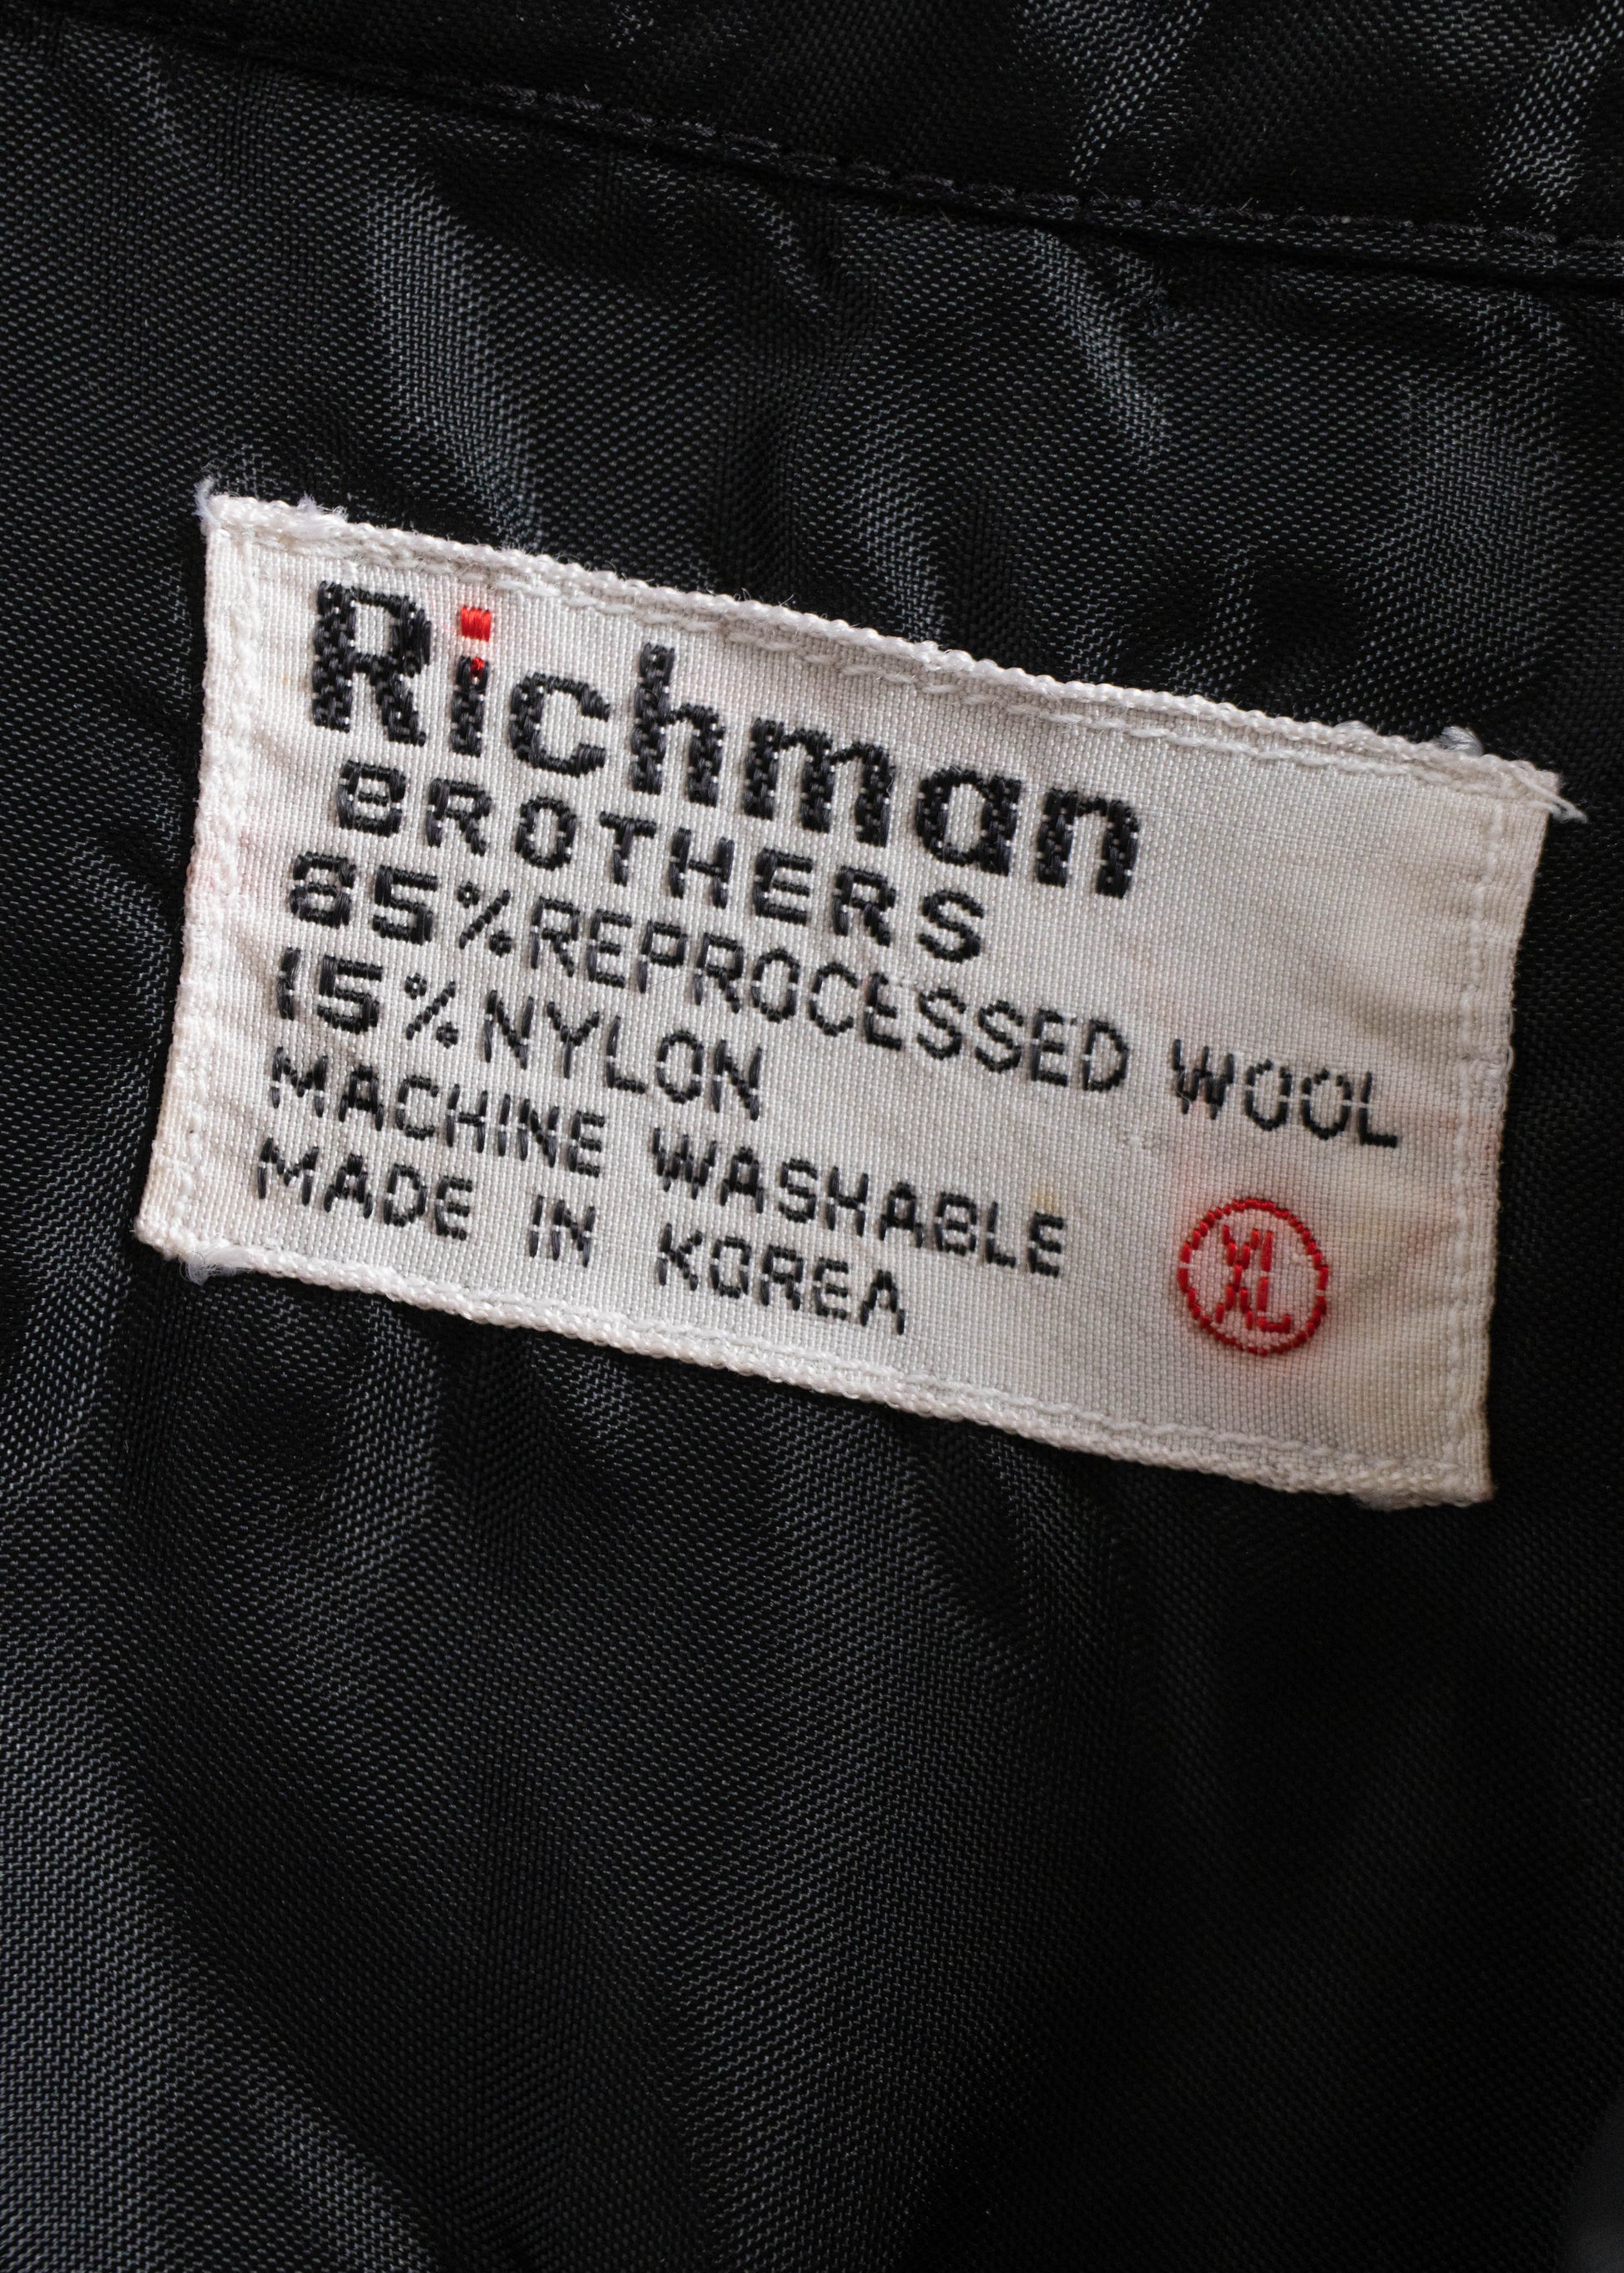 Richman
BROTHERS
85% REPROCESSED WOOL
15% NYLON
MACHINE WASHABLE
MADE IN KOREA
XL